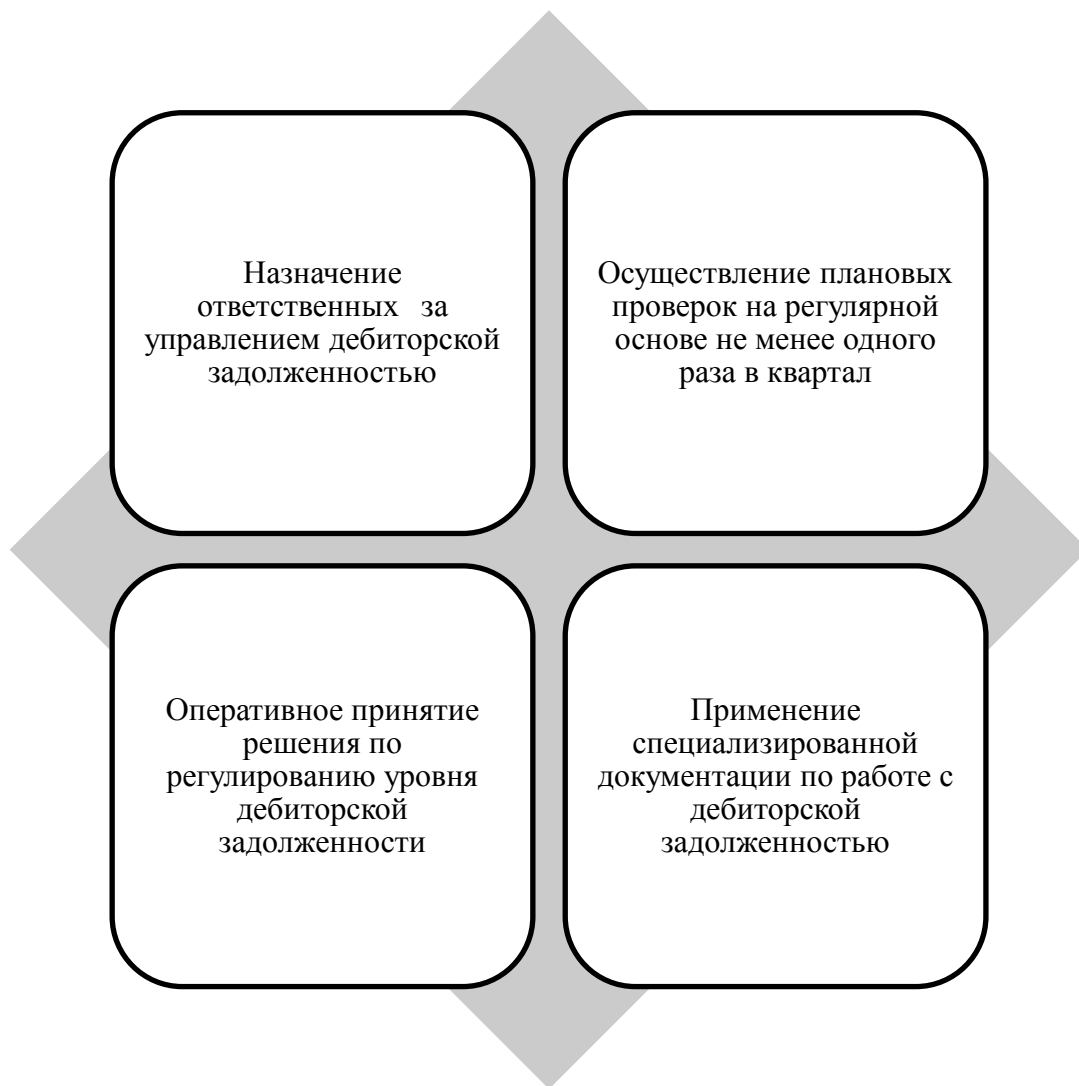 Назначение
ответственных за
управлением дебиторской
задолженностью
Осуществление плановых
проверок на регулярной
основе не менее одного
раза в квартал
Оперативное принятие
решения по
регулированию уровня
дебиторской
задолженности
Применение
специализированной
документации по работе с
дебиторской
задолженностью